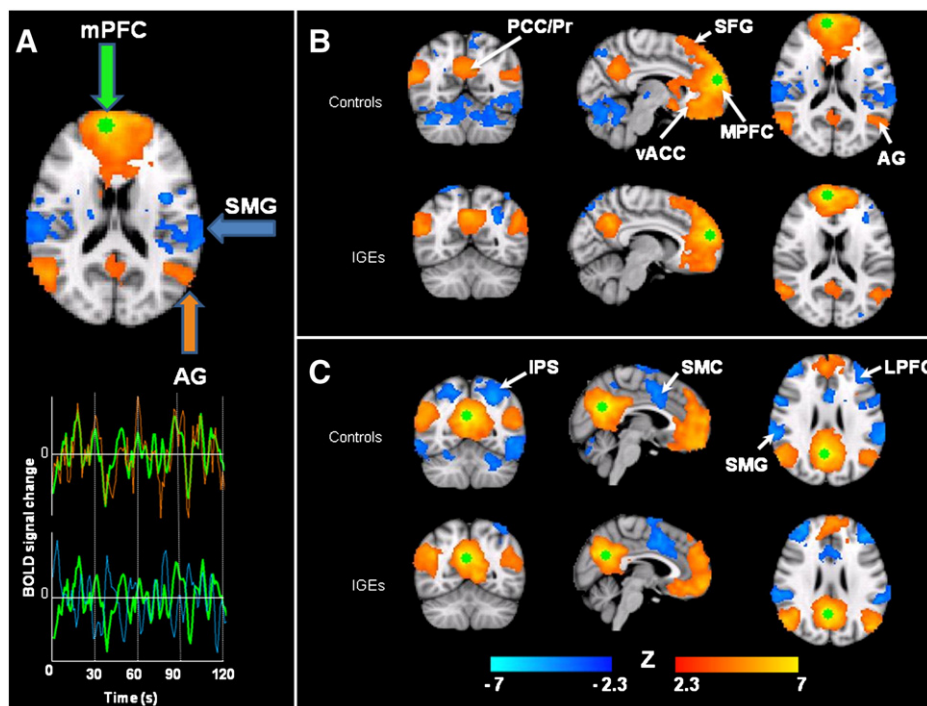 A
mPFC
SMG
AG
BOLD signal change
0
0
0 30 60 90 120
Time (s)
B
PCC/Pr
SFG
Controls
vACC
MPFC
AG
IGEs
C
IPS
SMC
LPFC
Controls
SMG
IGEs
Z
-7 -2.3 2.3 7